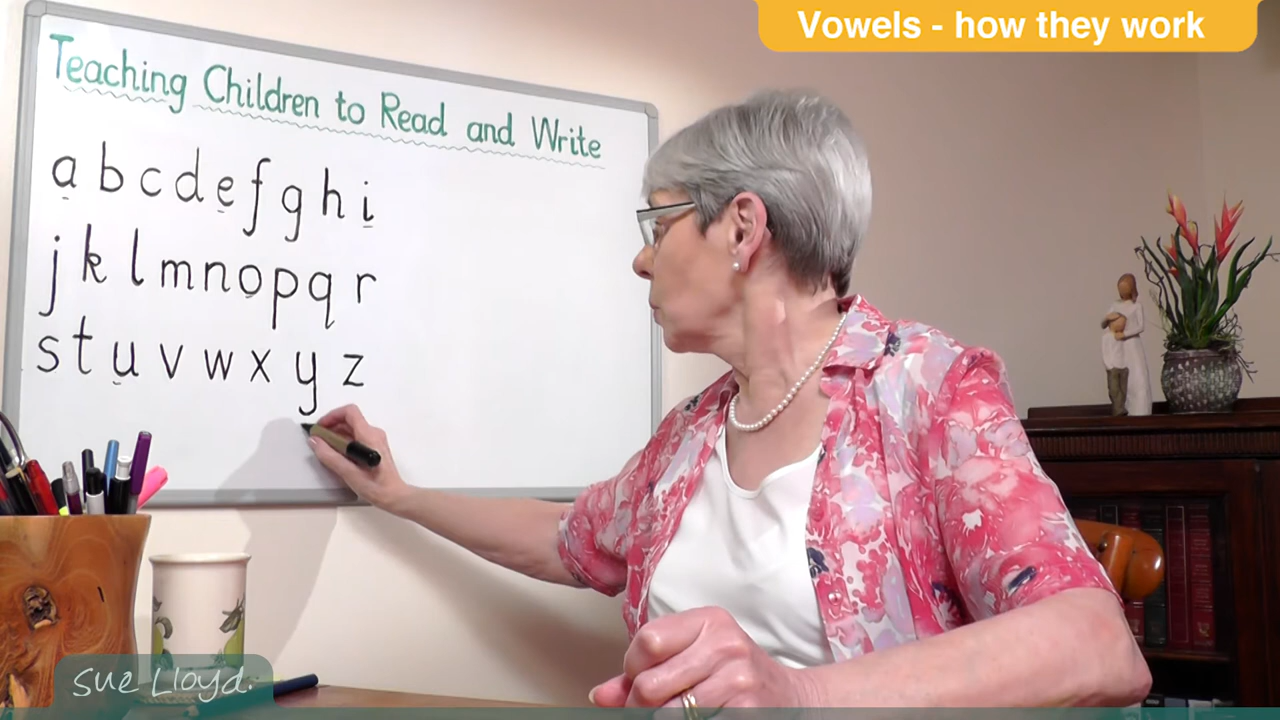 Vowels - how they work
Teaching Children to Read and Write
a b c d e f g h i
j k l m n o p q r
s t u v w x y z
Sue Lloyd.